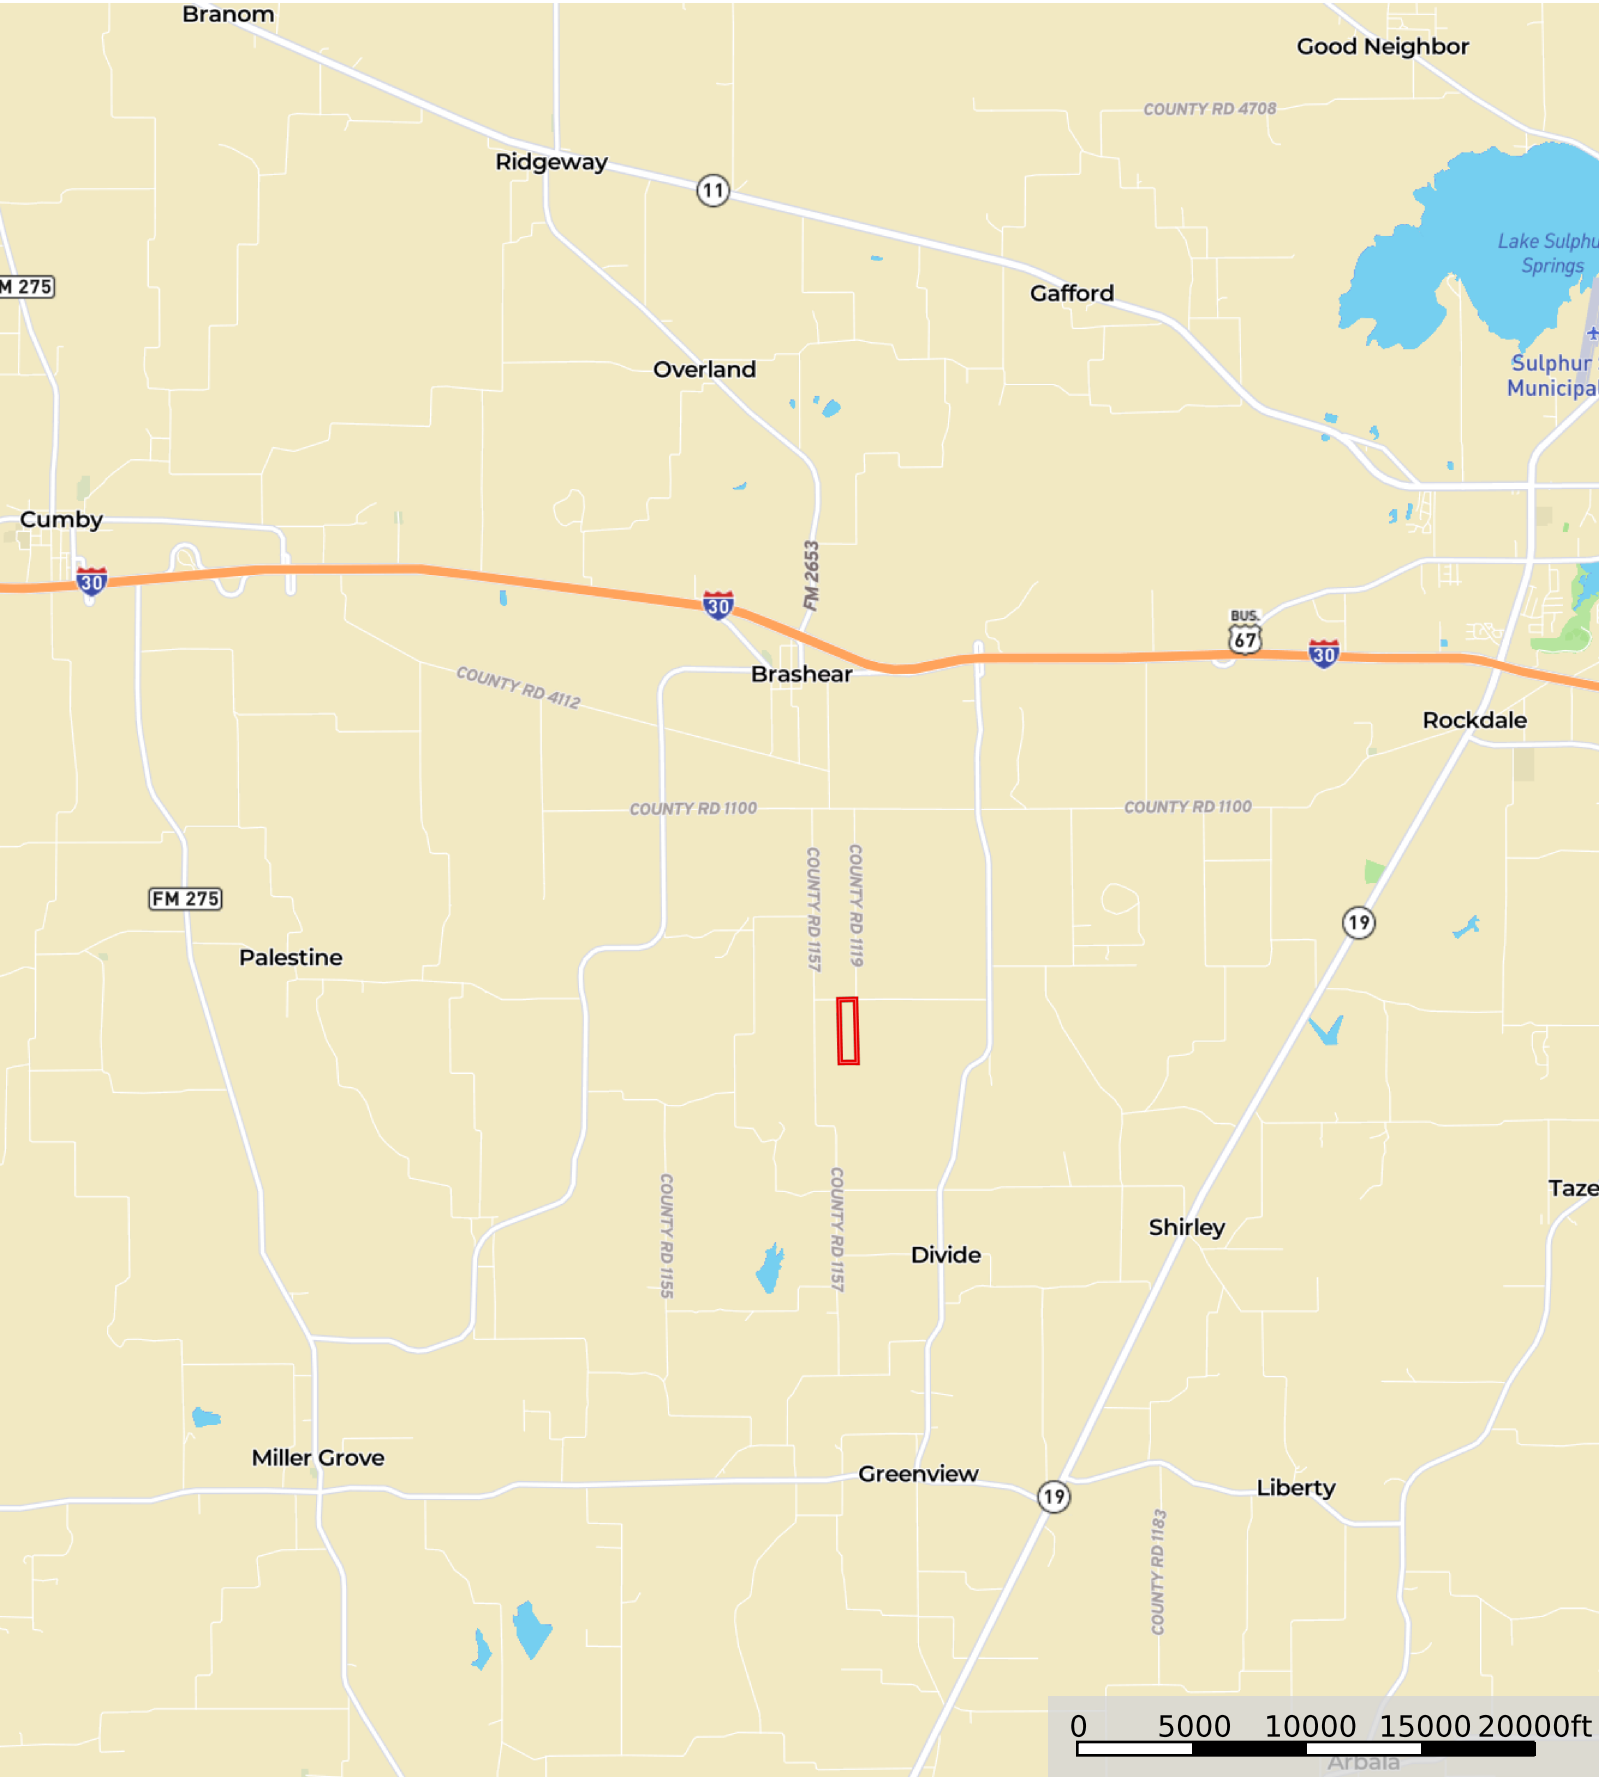 Branom
Good Neighbor
COUNTY RD 4708
Ridgeway
11
Lake Sulphu
Springs
M 275
Gafford
Overland
Sulphur
Municipal
Cumby
FM 2653
30
30
BUS.
67
30
Brashear
COUNTY RD 4112
Rockdale
COUNTY RD 1100
COUNTY RD 1100
COUNTY RD 1157
COUNTY RD 1119
FM 275
19
Palestine
Taze
COUNTY RD 1155
COUNTY RD 1157
Shirley
Divide
Miller Grove
Greenview
Liberty
19
COUNTY RD 1183
0 5000 10000 15000 20000ft
Arbala